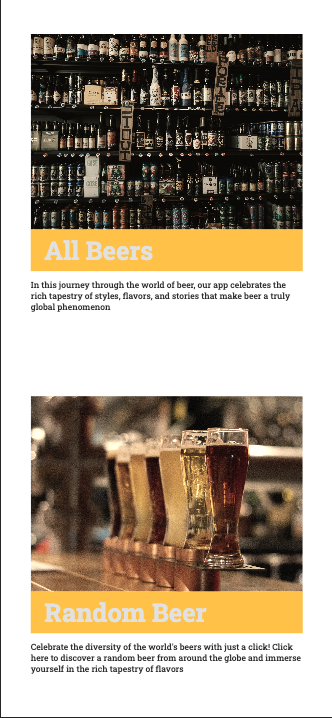 All Beers
In this journey through the world of beer, our app celebrates the
rich tapestry of styles, flavors, and stories that make beer a truly
global phenomenon
Random Beer
Celebrate the diversity of the world's beers with just a click! Click
here to discover a random beer from around the globe and immerse
yourself in the rich tapestry of flavors